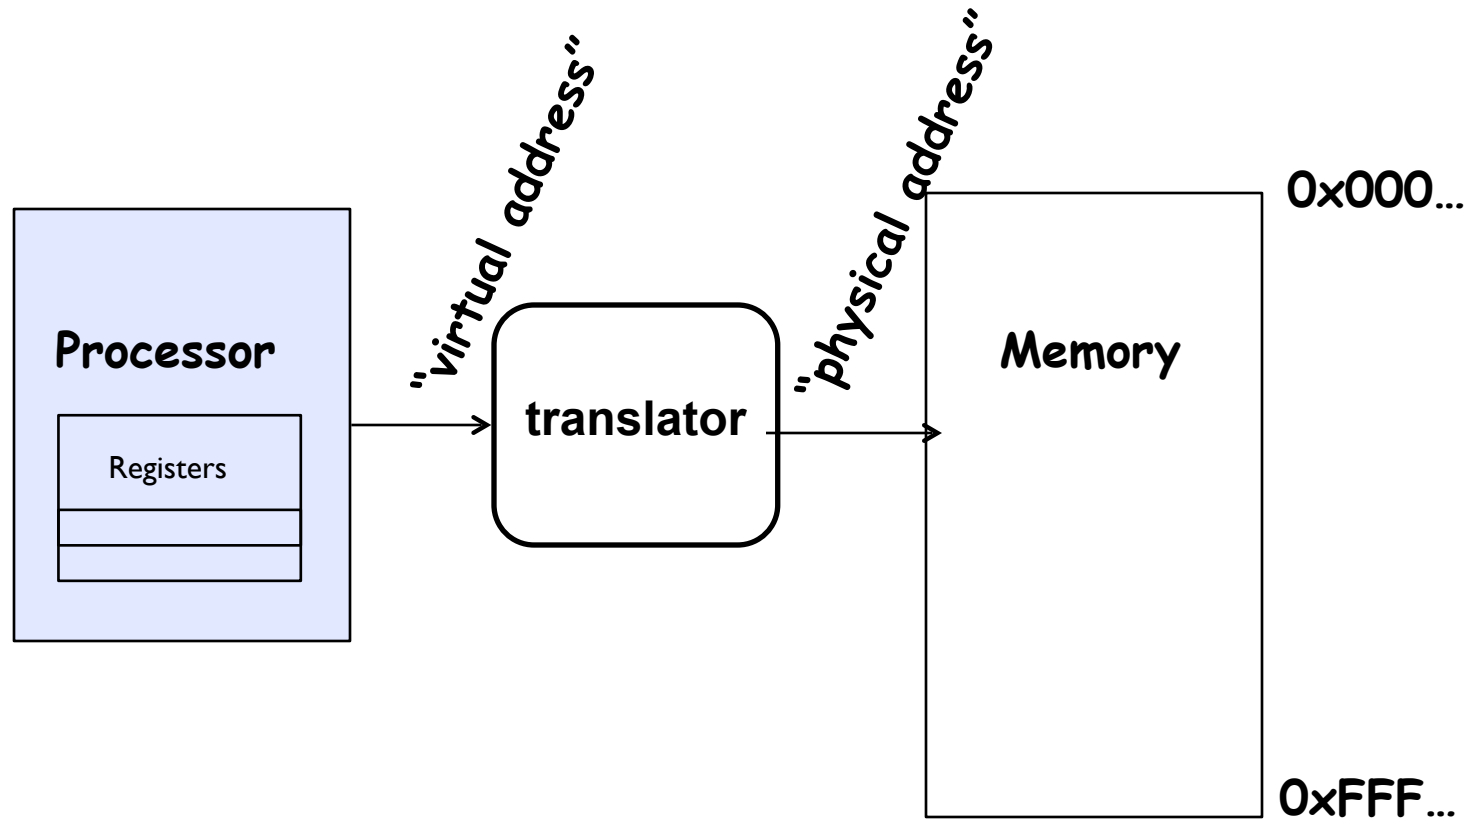 “virtual address”
“physical address”
0x000…
Processor
Memory
translator
Registers
0xFFF…